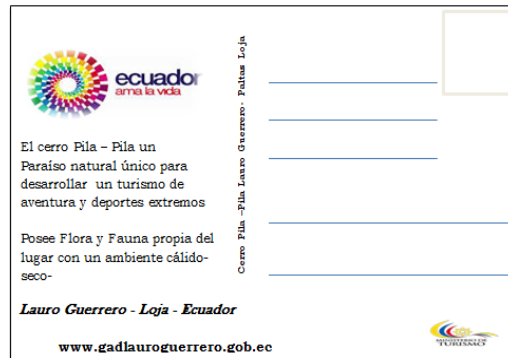 ecuador
ama la vida
El cerro Pila – Pila un
Paraíso natural único para
desarrollar un turismo de
aventura y deportes extremos
Posee Flora y Fauna propia del
lugar con un ambiente cálido-
seco-
Lauro Guerrero - Loja - Ecuador
www.gadlauroguerrero.gob.ec
Cerro Pila –Pila Lauro Guerrero- Paltas Loja
MINISTERIO DE
TURISMO